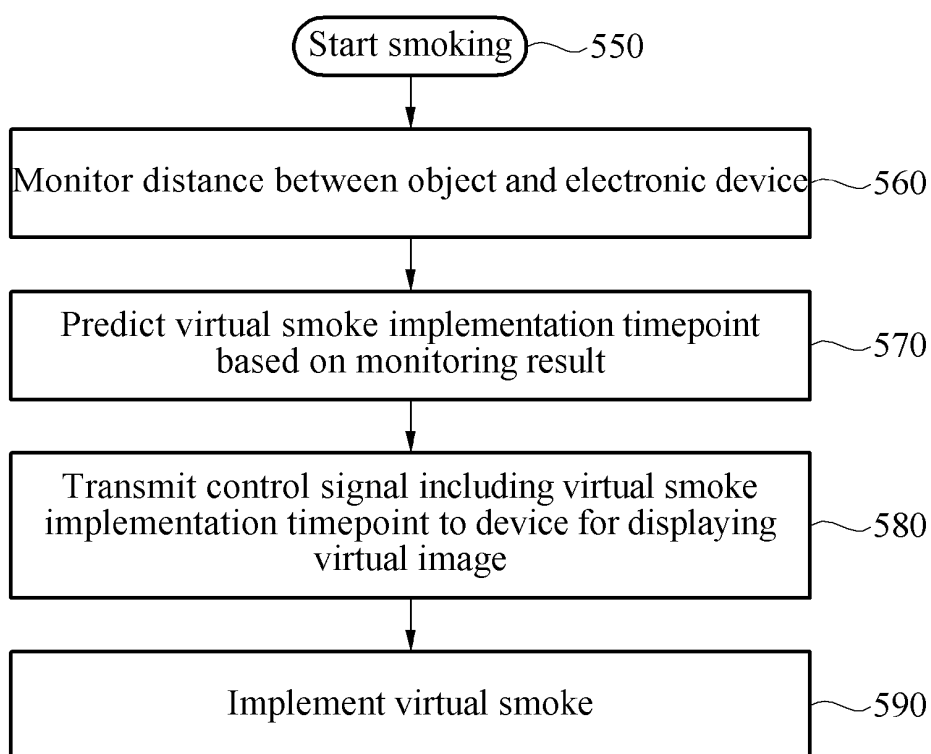 Start smoking 550
Monitor distance between object and electronic device 560
Predict virtual smoke implementation timepoint
based on monitoring result
570
Transmit control signal including virtual smoke
implementation timepoint to device for displaying
virtual image
580
Implement virtual smoke 590